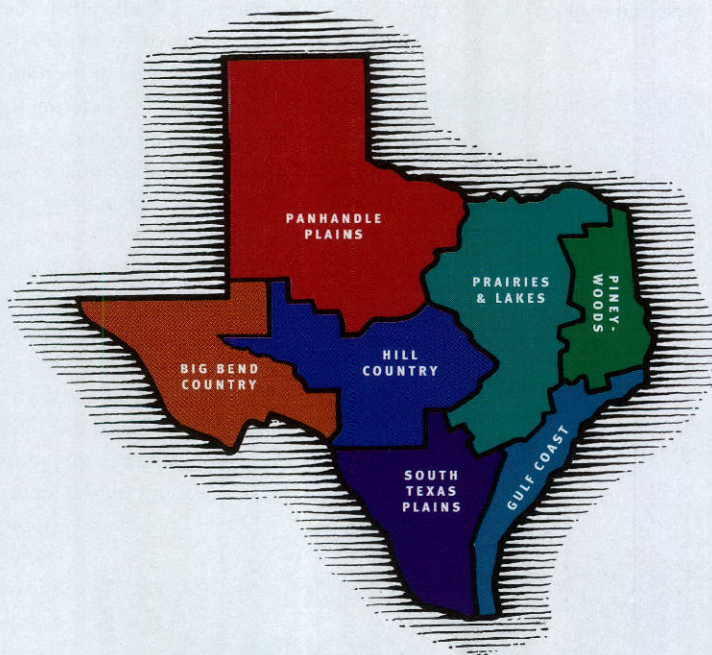 PANHANDLE
PLAINS
PRAIRIES
& LAKES
PINEY-
WOODS
BIG BEND
COUNTRY
HILL
COUNTRY
SOUTH
TEXAS
PLAINS
GULF COAST